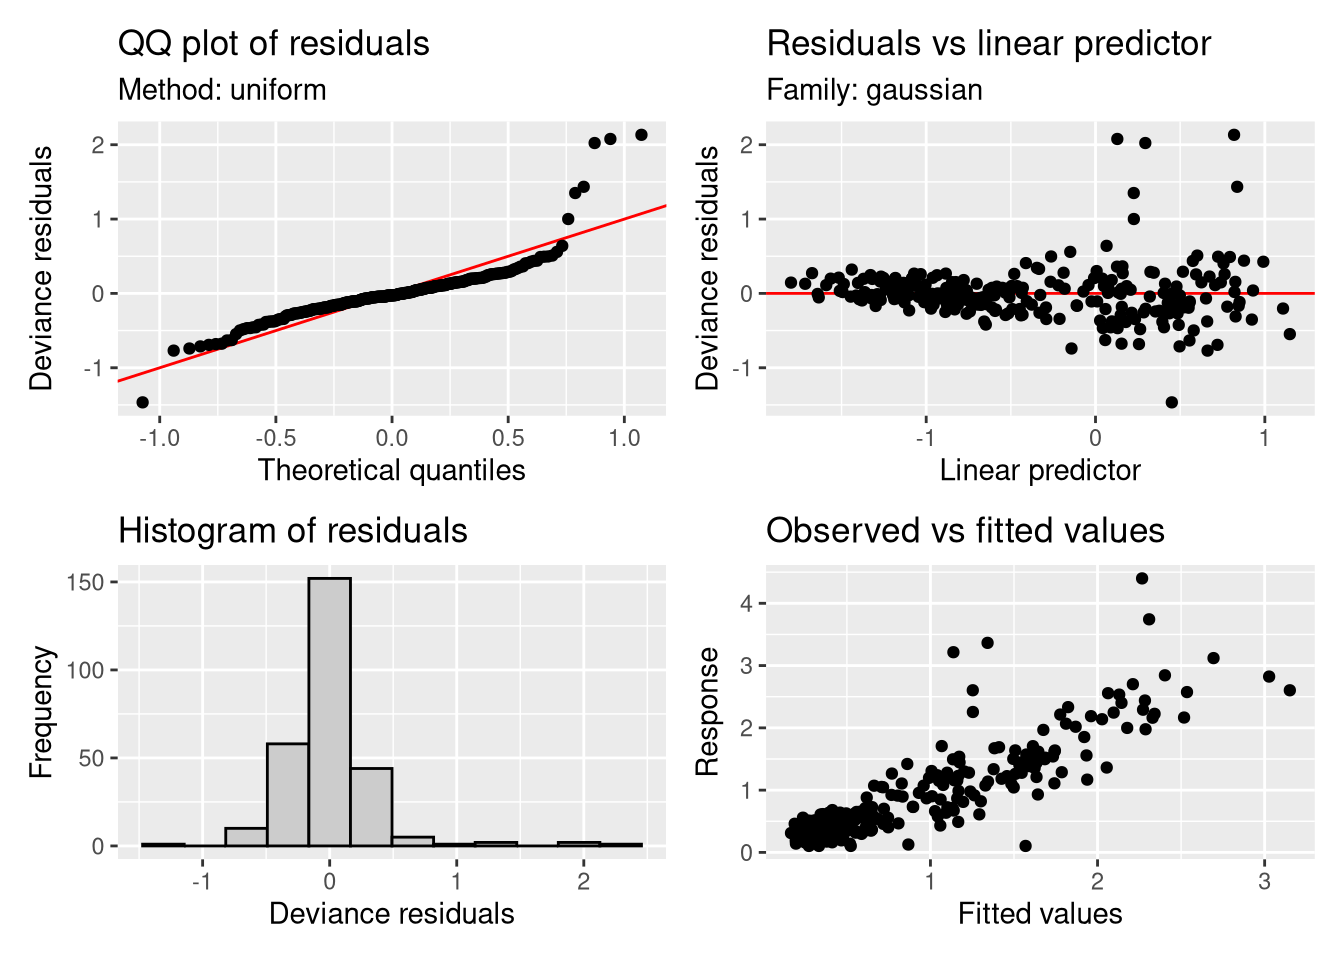 QQ plot of residuals
Method: uniform
Deviance residuals
2
1
0
-1
-1.0 -0.5 0.0 0.5 1.0
Theoretical quantiles
Residuals vs linear predictor
Family: gaussian
Deviance residuals
2
1
0
-1
-1 0 1
Linear predictor
Histogram of residuals
Frequency
150
100
50
0
-1 0 1 2
Deviance residuals
Observed vs fitted values
Response
4
3
2
1
0
1 2 3
Fitted values